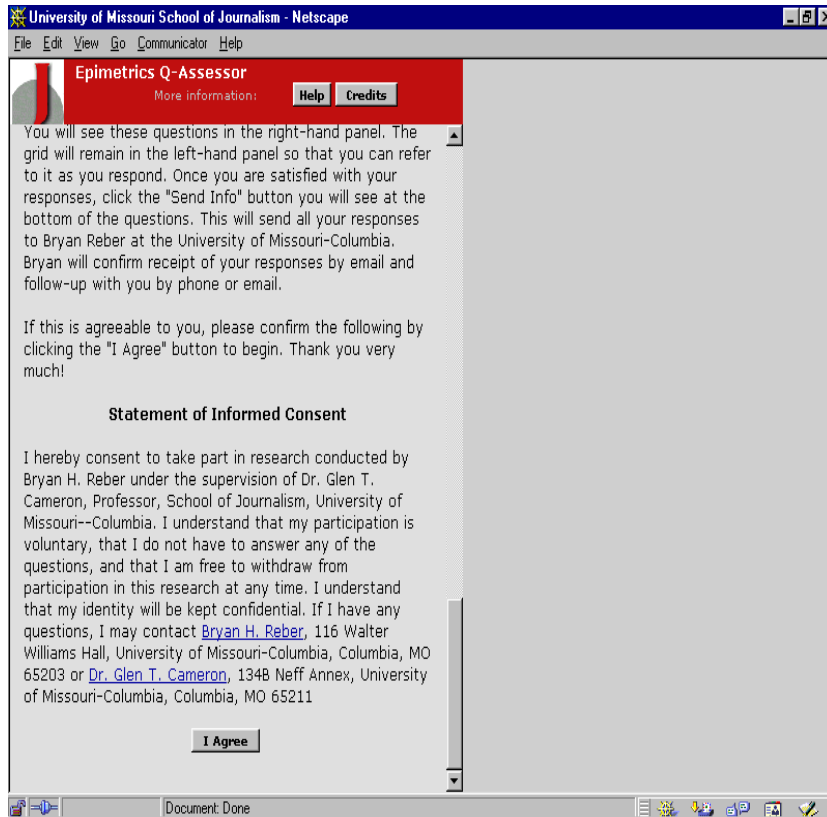 University of Missouri School of Journalism - Netscape
File Edit View Go Communicator Help
J
Epimetrics Q-Assessor
More information: Help Credits
You will see these questions in the right-hand panel. The
grid will remain in the left-hand panel so that you can refer
to it as you respond. Once you are satisfied with your
responses, click the "Send Info" button you will see at the
bottom of the questions. This will send all your responses
to Bryan Reber at the University of Missouri-Columbia.
Bryan will confirm receipt of your responses by email and
follow-up with you by phone or email.
If this is agreeable to you, please confirm the following by
clicking the "I Agree" button to begin. Thank you very
much!
Statement of Informed Consent
I hereby consent to take part in research conducted by
Bryan H. Reber under the supervision of Dr. Glen T.
Cameron, Professor, School of Journalism, University of
Missouri--Columbia. I understand that my participation is
voluntary, that I do not have to answer any of the
questions, and that I am free to withdraw from
participation in this research at any time. I understand
that my identity will be kept confidential. If I have any
questions, I may contact Bryan H. Reber, 116 Walter
Williams Hall, University of Missouri-Columbia, Columbia, MO
65203 or Dr. Glen T. Cameron, 134B Neff Annex, University
of Missouri-Columbia, Columbia, MO 65211
I Agree
Document: Done